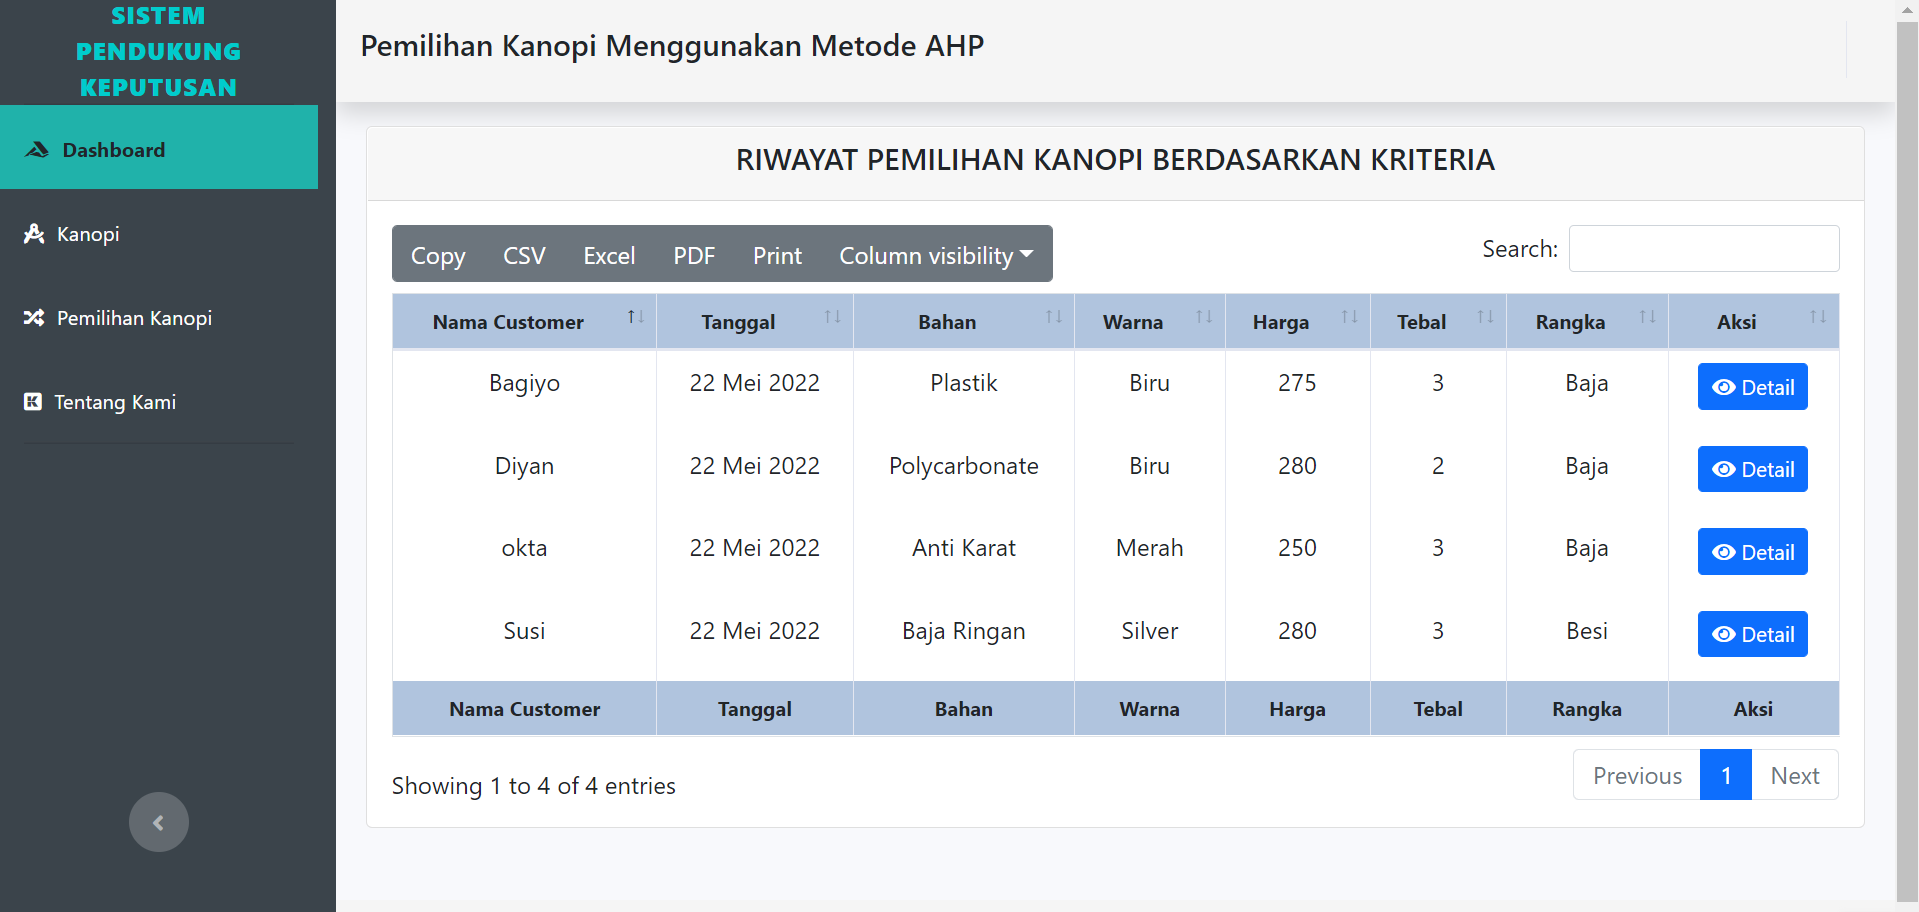 SISTEM
PENDUKUNG
KEPUTUSAN
Dashboard
Kanopi
Pemilihan Kanopi
Tentang Kami
Pemilihan Kanopi Menggunakan Metode AHP
RIWAYAT PEMILIHAN KANOPI BERDASARKAN KRITERIA
Copy CSV Excel PDF Print Column visibility
Search:
Nama Customer Tanggal Bahan Warna Harga Tebal Rangka Aksi
Bagiyo 22 Mei 2022 Plastik Biru 275 3 Baja Detail
Diyan 22 Mei 2022 Polycarbonate Biru 280 2 Baja Detail
okta 22 Mei 2022 Anti Karat Merah 250 3 Baja Detail
Susi 22 Mei 2022 Baja Ringan Silver 280 3 Besi Detail
Nama Customer Tanggal Bahan Warna Harga Tebal Rangka Aksi
Showing 1 to 4 of 4 entries
Previous 1 Next